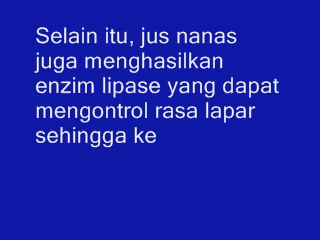 Selain itu, jus nanas
juga menghasilkan
enzim lipase yang dapat
mengontrol rasa lapar
sehingga ke